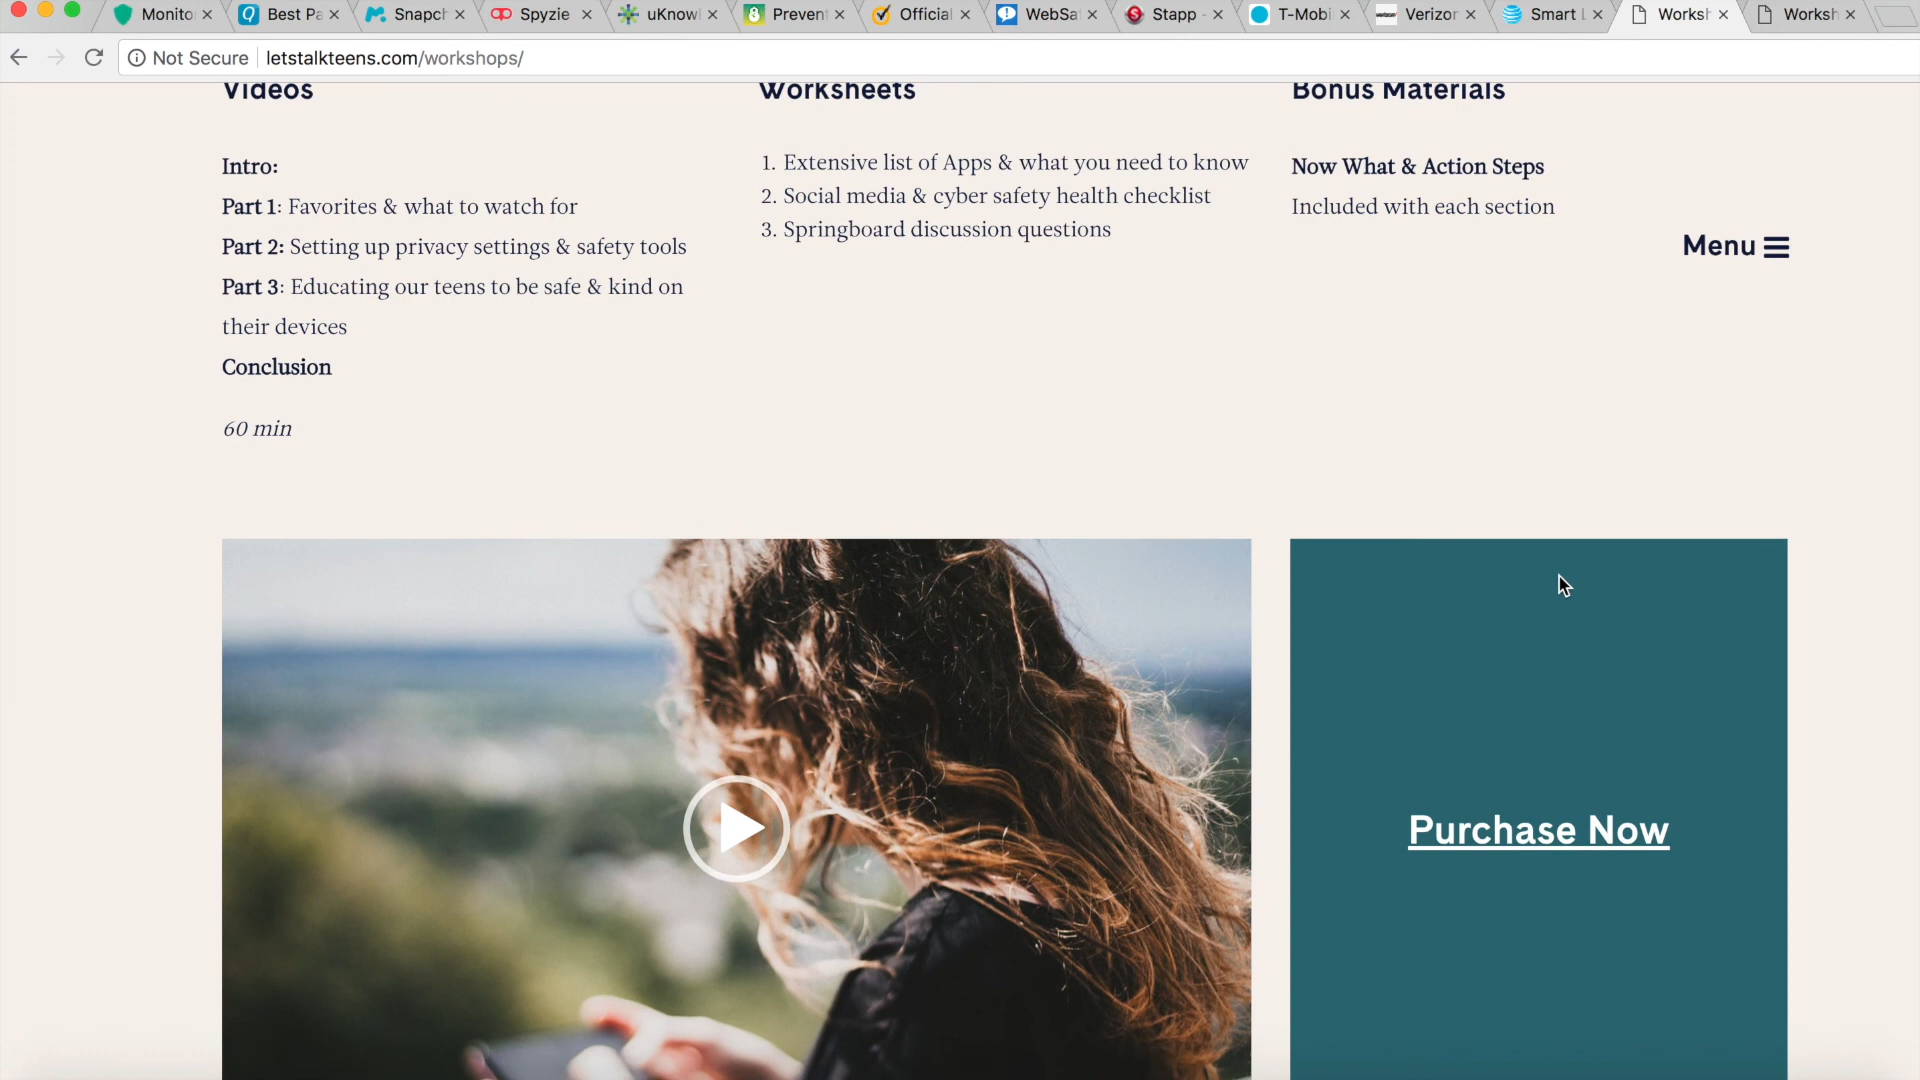 Monito
Best Pa
Snapch
Spyzie
uKnow
Preven
Official
WebSa
Stapp
T-Mobi
Verizon
Smart L
Worksh
Worksh
Not Secure
letstalkteens.com/workshops/
Videos
Worksheets
Bonus Materials
Intro:
Part 1: Favorites & what to watch for
Part 2: Setting up privacy settings & safety tools
Part 3: Educating our teens to be safe & kind on
their devices
Conclusion
60 min
1. Extensive list of Apps & what you need to know
2. Social media & cyber safety health checklist
3. Springboard discussion questions
Now What & Action Steps
Included with each section
Menu
Purchase Now